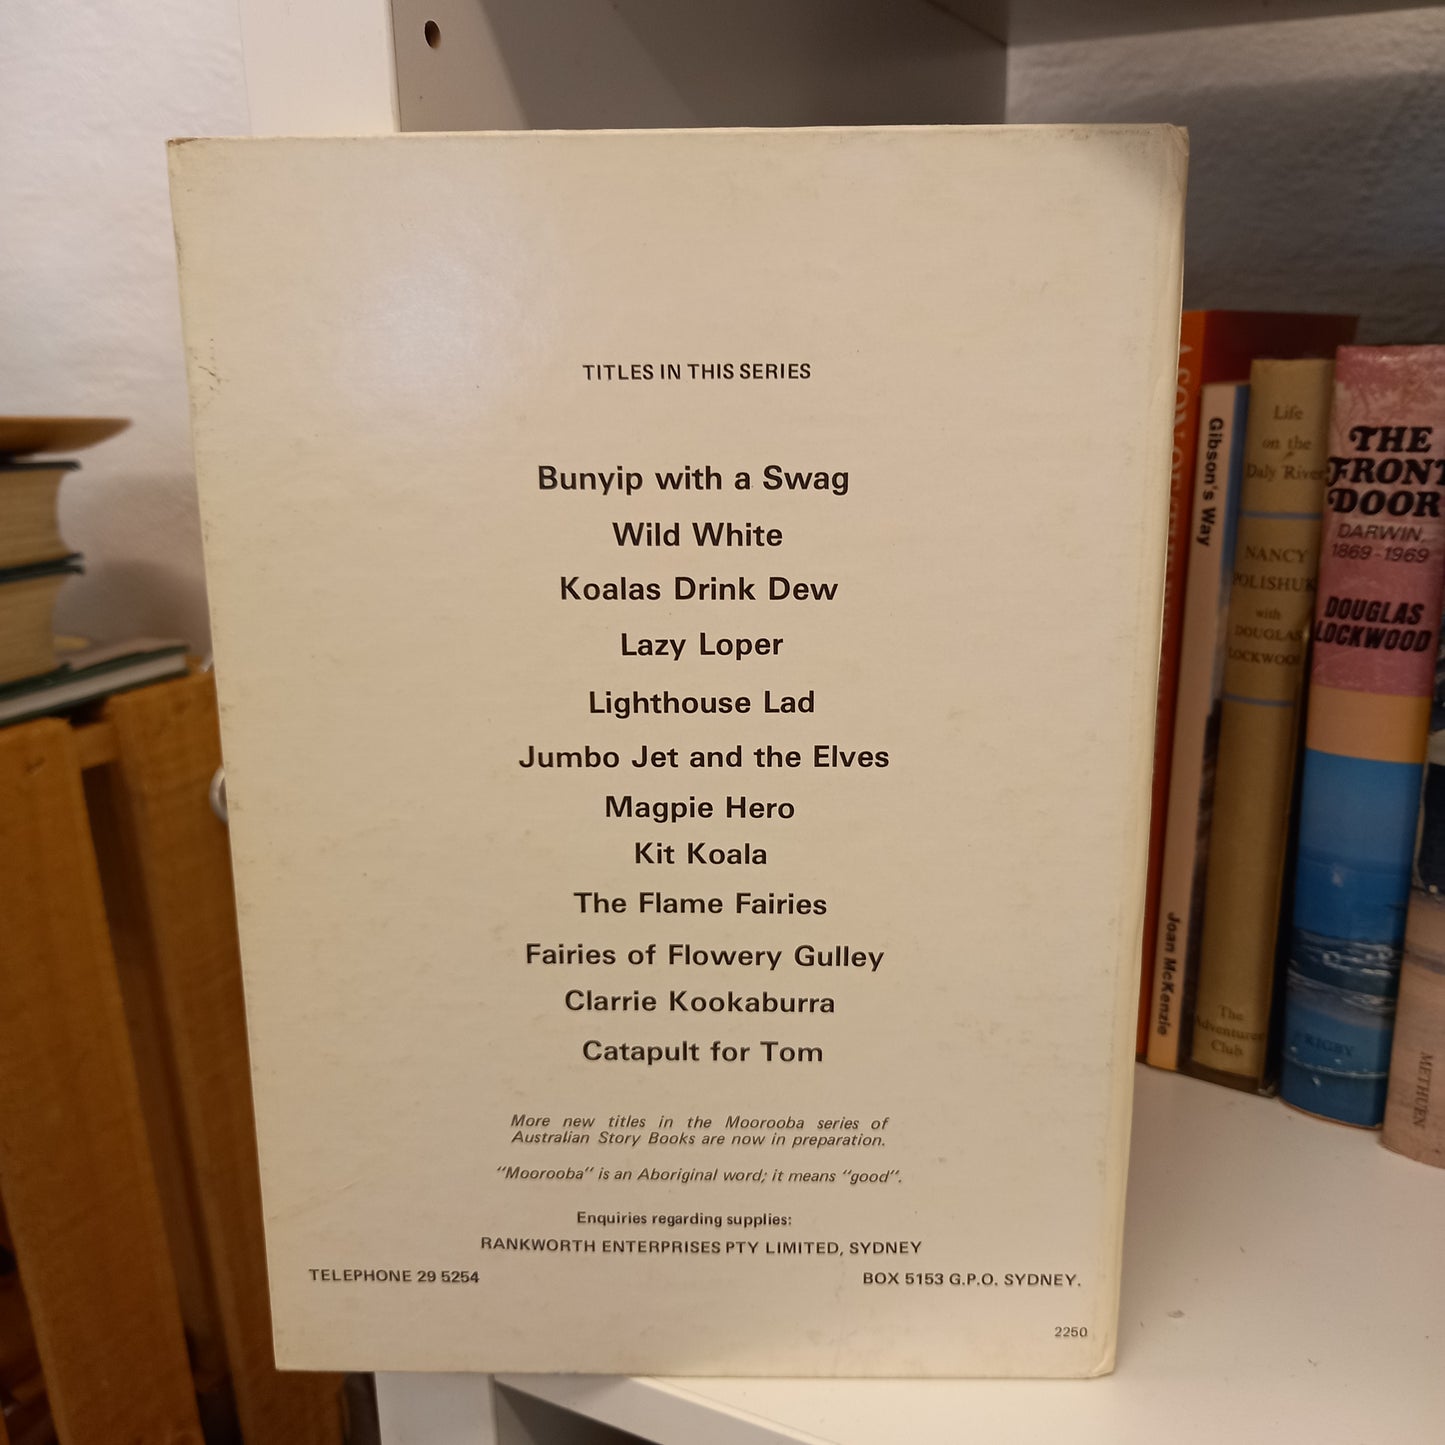 TITLES IN THIS SERIES
Bunyip with a Swag
Wild White
Koalas Drink Dew
Lazy Loper
Lighthouse Lad
Jumbo Jet and the Elves
Magpie Hero
Kit Koala
The Flame Fairies
Fairies of Flowery Gulley
Clarrie Kookaburra
Catapult for Tom
More new titles in the Moorooba series of
Australian Story Books are now in preparation.
"Moorooba" is an Aboriginal word; it means "good".
Enquiries regarding supplies:
RANKWORTH ENTERPRISES PTY LIMITED, SYDNEY
TELEPHONE 29 5254
BOX 5153 G.P.O. SYDNEY.
2250
Gibson's Way
Joan McKenzie
Life
on the
Daly River
NANCY
POLISHUK
with
DOUGLAS
LOCKWOOD
The
Adventurers
Club
THE
FRONT
DOOR
DARWIN,
1869-1969
DOUGLAS
LOCKWOOD
RIGBY
METHUEN